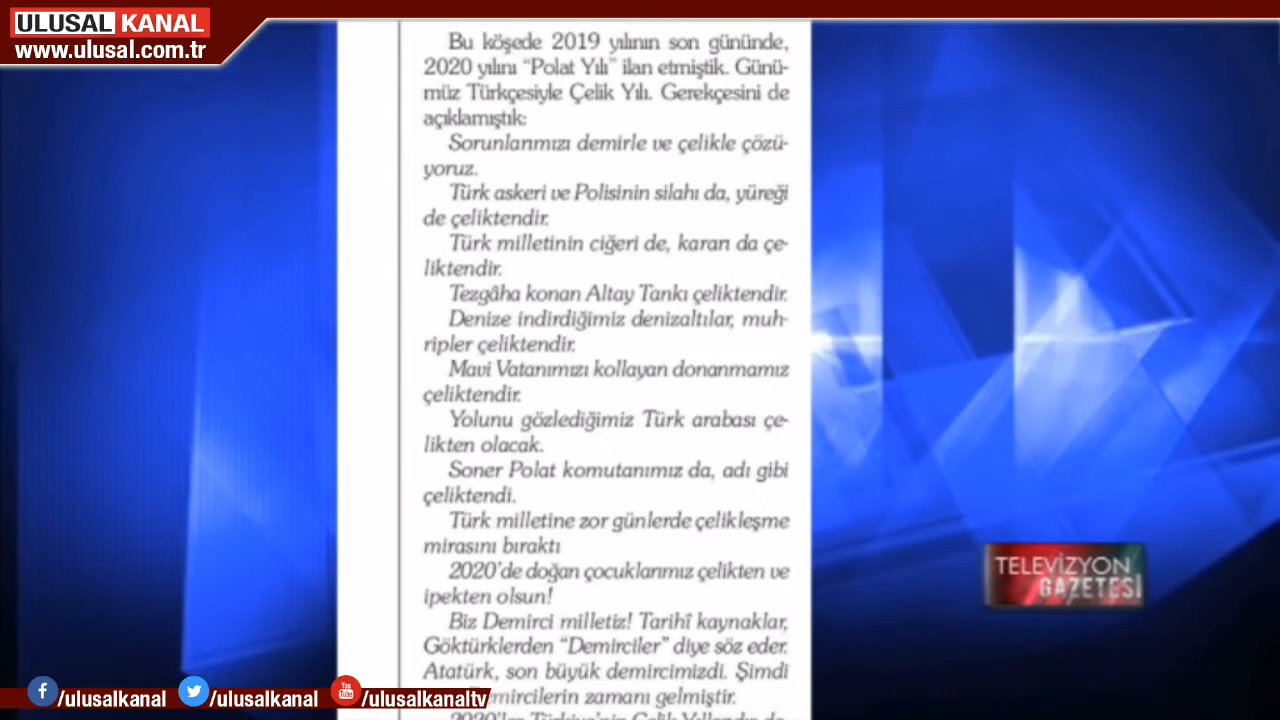 ULUSAL KANAL
www.ulusal.com.tr
Bu köşede 2019 yılının son gününde,
2020 yılını “Polat Yılı” ilan etmiştik. Günü-
müz Türkçesiyle Çelik Yılı. Gerekçesini de
açıklamıştık:
Sorunlarımızı demirle ve çelikle çözü-
yoruz.
Türk askeri ve Polisinin silahı da, yüreği
de çeliktendir.
Türk milletinin ciğeri de, kararı da çe-
liktendir.
Tezgâha konan Altay Tankı çeliktendir.
Denize indirdiğimiz denizaltılar, muh-
ripler çeliktendir.
Mavi Vatanımızı kollayan donanmamız
çeliktendir.
Yolunu gözlediğimiz Türk arabası çe-
likten olacak.
Soner Polat komutanımız da, adı gibi
çeliktendi.
Türk milletine zor günlerde çelikleşme
mirasını bıraktı
2020’de doğan çocuklarımız çelikten ve
ipekten olsun!
Biz Demirci milletiz! Tarihî kaynaklar,
Göktürklerden “Demirciler” diye söz eder.
Atatürk, son büyük demircimizdi. Şimdi
emircilerin zamanı gelmiştir.
TELEVİZYON
GAZETESİ
/ulusalkanal
/ulusalkanal
You Tube
/ulusalkanaltv